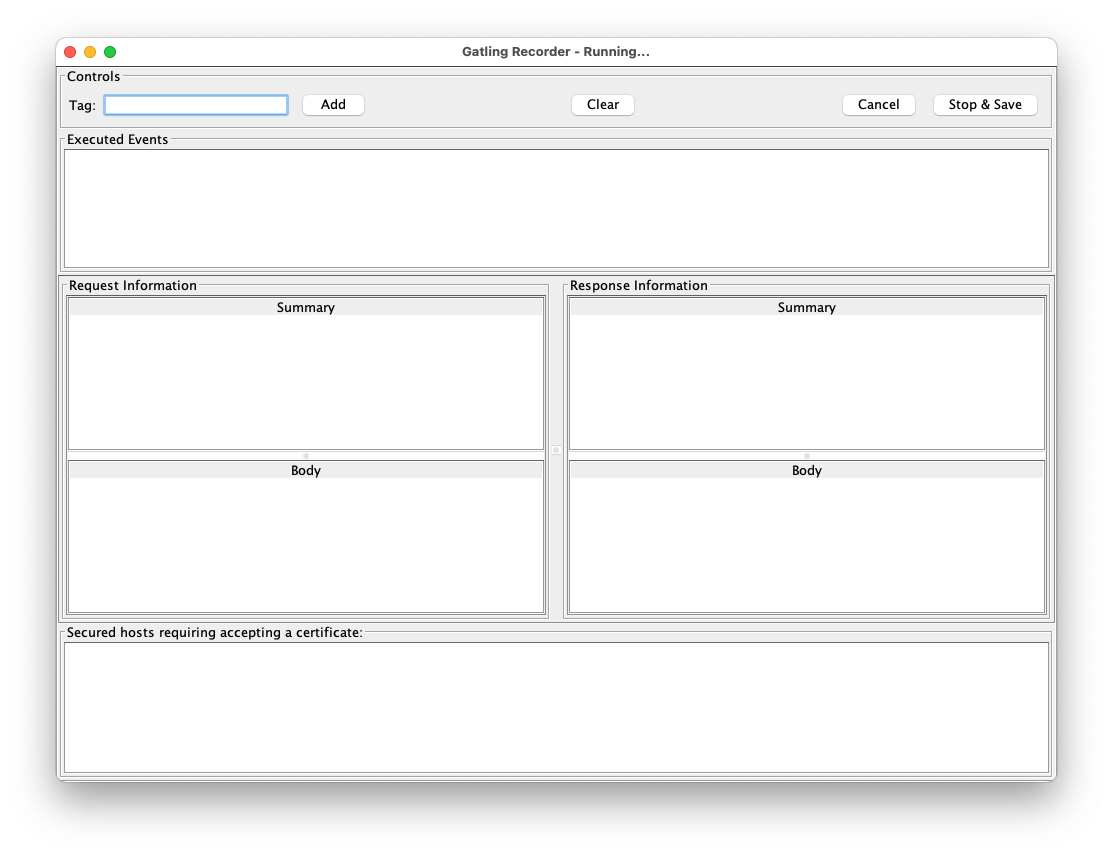 Gatling Recorder - Running...
Controls
Tag: Add Clear Cancel Stop & Save
Executed Events
Request Information
Summary
Body
Response Information
Summary
Body
Secured hosts requiring accepting a certificate: